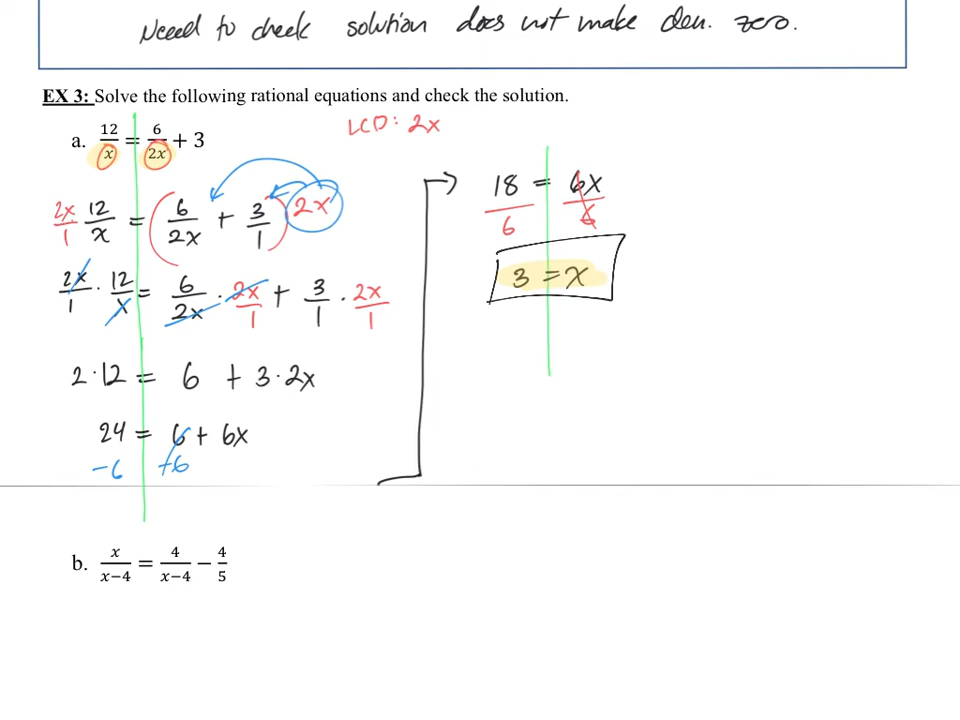 Neeed to check solution does not make den. zero.
EX 3: Solve the following rational equations and check the solution.
a. 12/x = 6/2x + 3
LCD: 2x
2x/1 12/x = (6/2x + 3/1) 2x
2x/1 · 12/x = 6/2x · 2x/1 + 3/1 · 2x/1
2 · 12 = 6 + 3 · 2x
24 = 6 + 6x
-6 -6
18 = 6x
6 6
3 = x
b. x/x−4 = 4/x−4 − 4/5